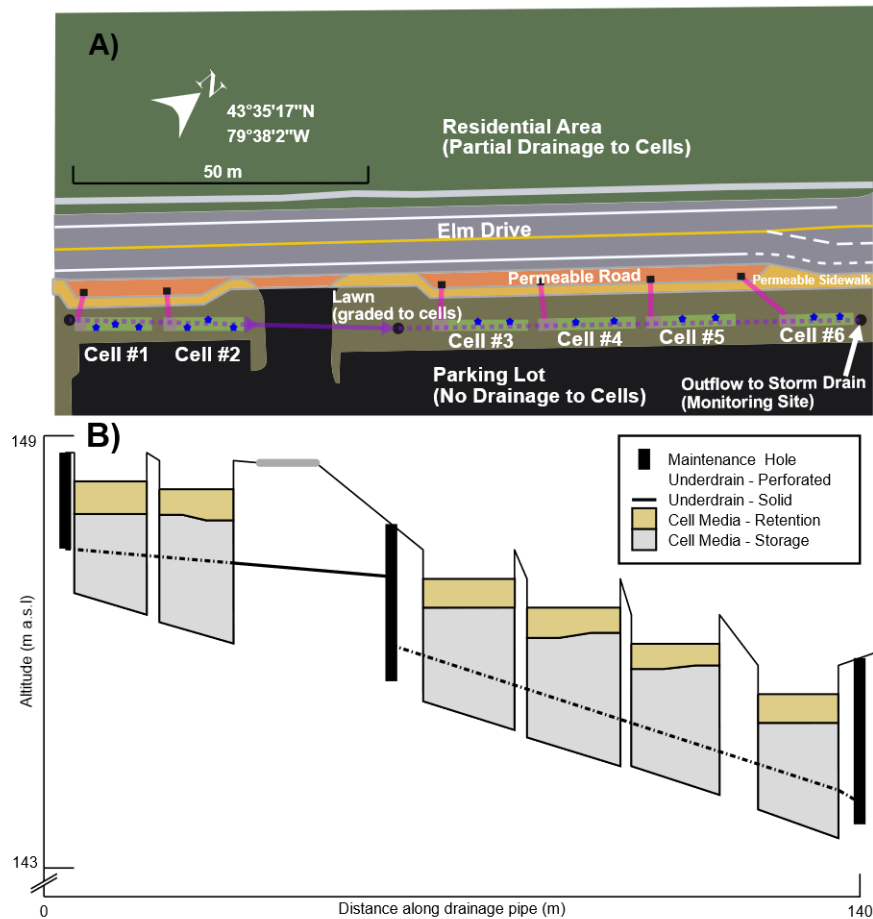 A)
N
43°35'17"N
79°38'2"W
50 m
Residential Area
(Partial Drainage to Cells)
Elm Drive
Permeable Road
Permeable Sidewalk
Lawn
(graded to cells)
Cell #1
Cell #2
Cell #3
Cell #4
Cell #5
Cell #6
Parking Lot
(No Drainage to Cells)
Outflow to Storm Drain
(Monitoring Site)
B)
149
143
Altitude (m a.s.l)
Maintenance Hole
Underdrain - Perforated
Underdrain - Solid
Cell Media - Retention
Cell Media - Storage
0
Distance along drainage pipe (m)
140